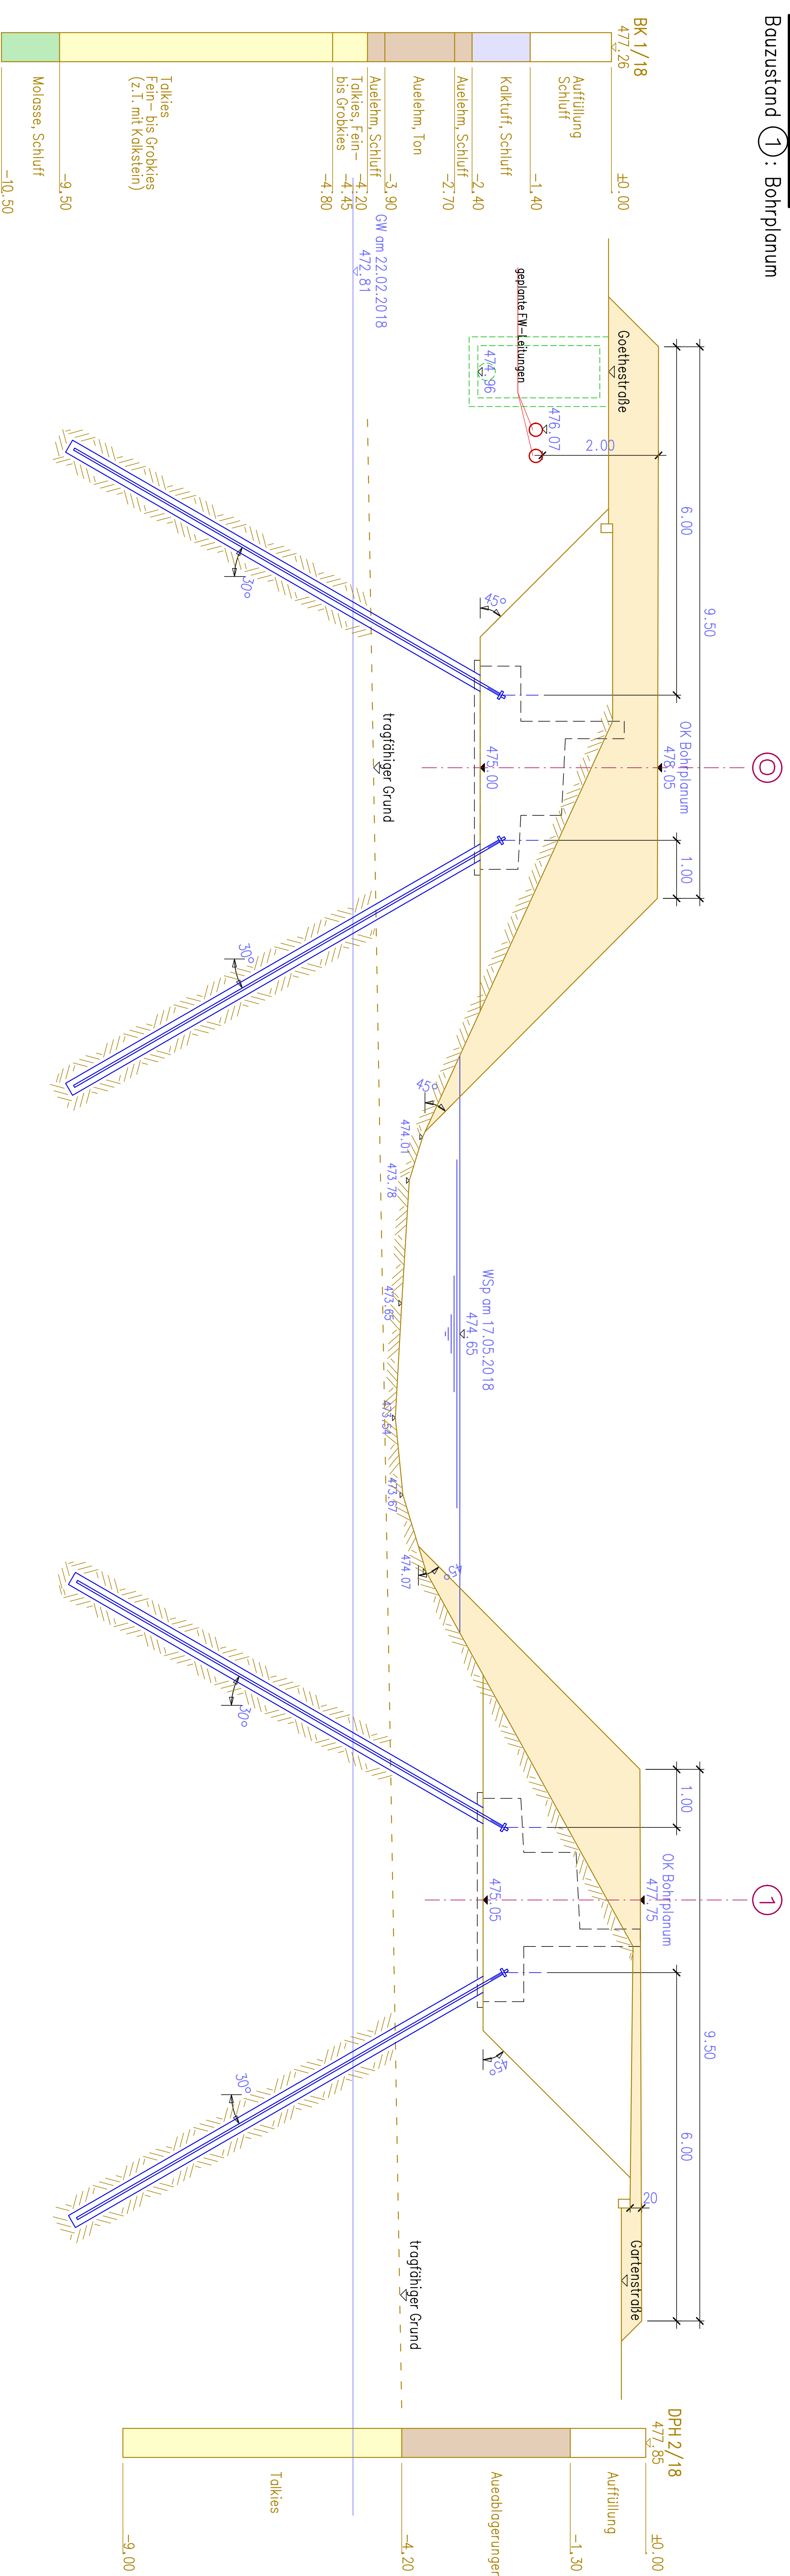 Bauzustand 1 : Bohrplanum
BK 1/18
477.26
±0.00
Auffüllung
Schluff
-1.40
Kalktuff, Schluff
-2.40
Auelehm, Schluff
-2.70
Auelehm, Ton
-3.90
Auelehm, Schluff
-4.20
-4.45
Talkies, Fein-
bis Grobkies
-4.80
Talkies
Fein- bis Grobkies
(z.T. mit Kalkstein)
-9.50
Molasse, Schluff
-10.50
GW am 22.02.2018
472.81
geplante FW-Leitungen
Goethestraße
474.96
476.07
2.00
6.00
9.50
45°
30°
0
OK Bohrplanum
478.05
475.00
1.00
tragfähiger Grund
30°
45°
474.01
473.78
473.65
473.54
473.67
474.07
WSp am 17.05.2018
474.65
45°
30°
1.00
9.50
1
OK Bohrplanum
477.75
475.05
6.00
45°
30°
20
Gartenstraße
tragfähiger Grund
DPH 2/18
477.85
±0.00
Auffüllung
-1.30
Aueablagerungen
-4.20
Talkies
-9.00